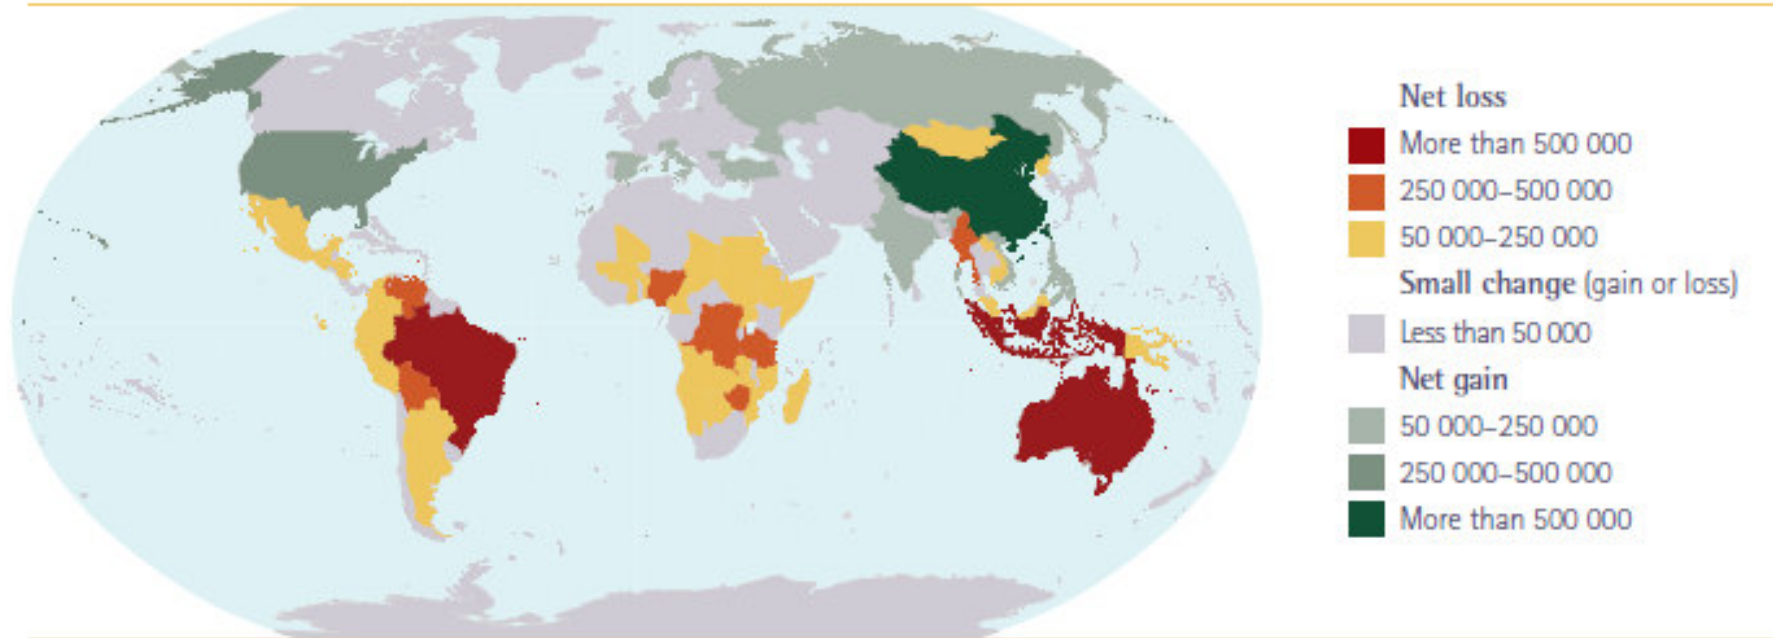 Net loss
More than 500 000
250 000–500 000
50 000–250 000
Small change (gain or loss)
Less than 50 000
Net gain
50 000–250 000
250 000–500 000
More than 500 000